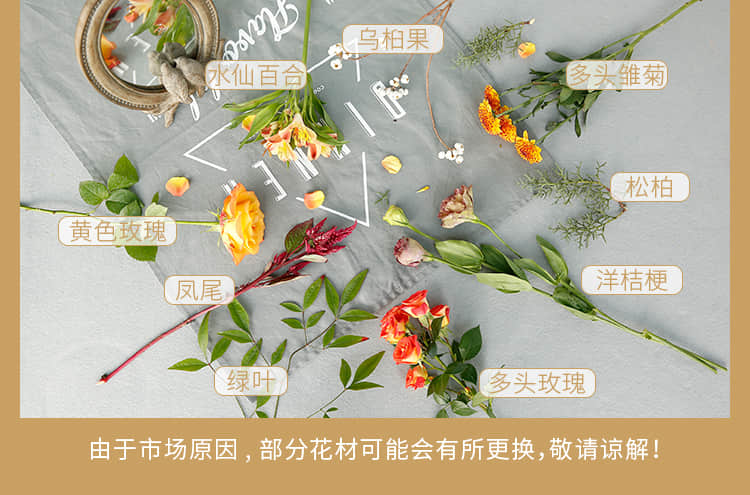 乌桕果
水仙百合
多头雏菊
松柏
黄色玫瑰
洋桔梗
凤尾
绿叶
多头玫瑰
由于市场原因，部分花材可能会有所更换，敬请谅解！